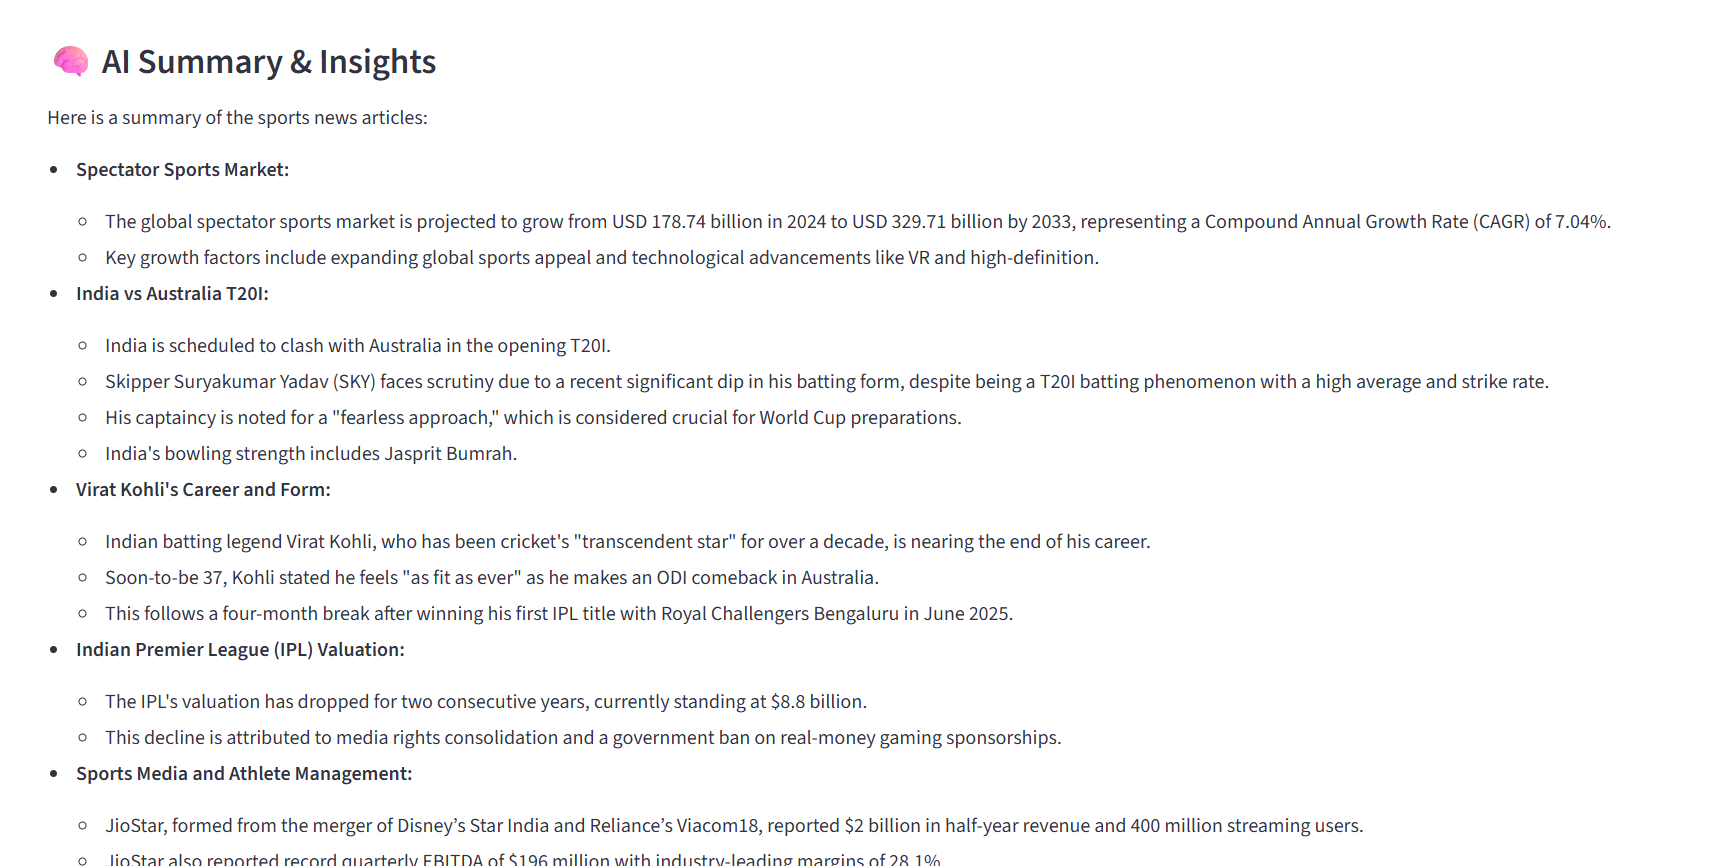 AI Summary & Insights
Here is a summary of the sports news articles:
Spectator Sports Market:
The global spectator sports market is projected to grow from USD 178.74 billion in 2024 to USD 329.71 billion by 2033, representing a Compound Annual Growth Rate (CAGR) of 7.04%.
Key growth factors include expanding global sports appeal and technological advancements like VR and high-definition.
India vs Australia T20I:
India is scheduled to clash with Australia in the opening T20I.
Skipper Suryakumar Yadav (SKY) faces scrutiny due to a recent significant dip in his batting form, despite being a T20I batting phenomenon with a high average and strike rate.
His captaincy is noted for a "fearless approach," which is considered crucial for World Cup preparations.
India's bowling strength includes Jasprit Bumrah.
Virat Kohli's Career and Form:
Indian batting legend Virat Kohli, who has been cricket's "transcendent star" for over a decade, is nearing the end of his career.
Soon-to-be 37, Kohli stated he feels "as fit as ever" as he makes an ODI comeback in Australia.
This follows a four-month break after winning his first IPL title with Royal Challengers Bengaluru in June 2025.
Indian Premier League (IPL) Valuation:
The IPL's valuation has dropped for two consecutive years, currently standing at $8.8 billion.
This decline is attributed to media rights consolidation and a government ban on real-money gaming sponsorships.
Sports Media and Athlete Management:
JioStar, formed from the merger of Disney’s Star India and Reliance’s Viacom18, reported $2 billion in half-year revenue and 400 million streaming users.
JioStar also reported record quarterly EBITDA of $196 million with industry-leading margins of 28.1%.